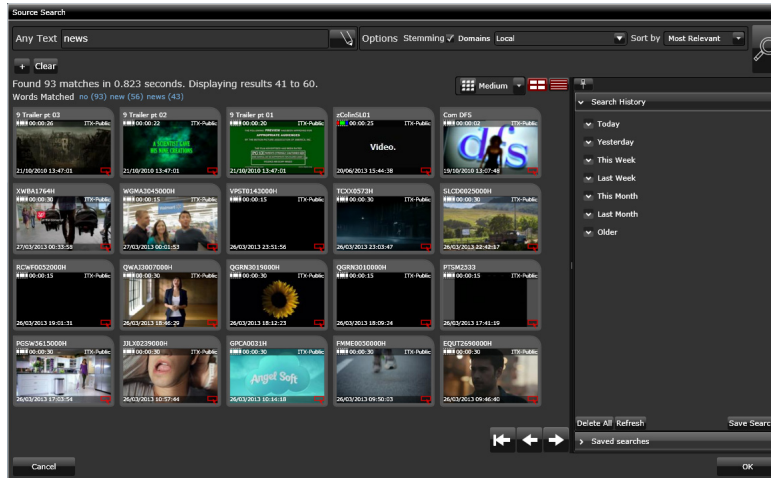 Source Search
Any Text news Options Stemming Domains Local Sort by Most Relevant
+ Clear
Found 93 matches in 0.823 seconds. Displaying results 41 to 60.
Words Matched no (93) new (56) news (43)
Medium
9 Trailer pt 03
00:00:26 ITX-Public
21/10/2010 13:47:01
9 Trailer pt 02
00:00:22 ITX-Public
A SCIENTIST GAVE
HIS NINE CREATIONS
21/10/2010 13:47:01
9 Trailer pt 01
00:00:20 ITX-Public
APPROPRIATE AUDIENCES
21/10/2010 13:47:01
zColinSL01
00:00:25 ITX-Public
Video.
20/06/2013 15:44:38
Cam DFS
00:00:02 ITX-Public
dfs
19/10/2010 13:07:48
XWBA1764H
00:00:30 ITX-Public
27/03/2013 00:33:58
WGMA3045000H
00:00:15 ITX-Public
27/03/2013 00:01:53
VPST0143000H
00:00:15 ITX-Public
26/03/2013 23:51:56
TCXX0573H
00:00:30 ITX-Public
26/03/2013 23:03:47
SLCD0025000H
00:00:30 ITX-Public
26/03/2013 22:42:17
RCWF0052000H
00:00:15 ITX-Public
26/03/2013 19:01:31
QWAJ3007000H
00:00:30 ITX-Public
26/03/2013 18:46:29
QGRN3019000H
00:00:30 ITX-Public
26/03/2013 18:12:23
QGRN3010000H
00:00:15 ITX-Public
26/03/2013 18:09:24
PTSM2533
00:00:15 ITX-Public
26/03/2013 17:41:19
PGSW3615000H
00:00:30 ITX-Public
26/03/2013 17:03:54
JJLX0239000H
00:00:30 ITX-Public
26/03/2013 10:57:44
GPCA0031H
00:00:30 ITX-Public
Angel Soft
26/03/2013 10:14:18
FMME0050000H
00:00:30 ITX-Public
26/03/2013 09:50:03
EQUT2690000H
00:00:30 ITX-Public
26/03/2013 09:46:40
Search History
Today
Yesterday
This Week
Last Week
This Month
Last Month
Older
Delete All Refresh Save Searc
Saved searches
Cancel OK